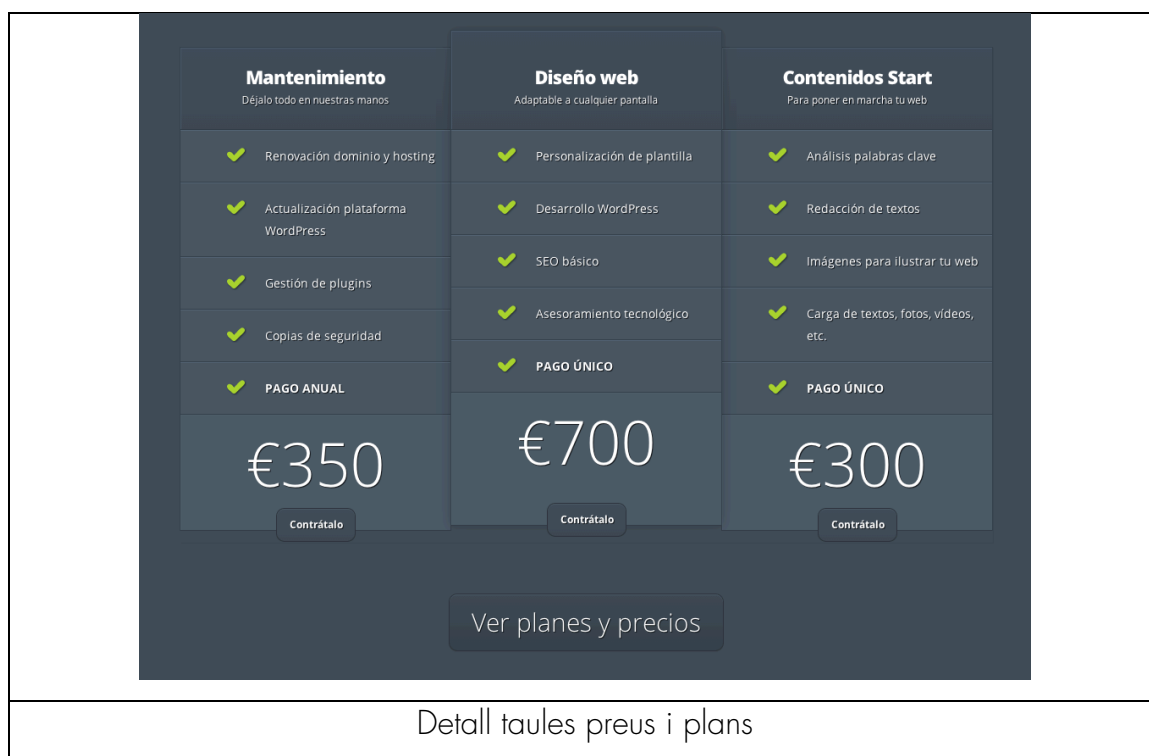 Mantenimiento
Déjalo todo en nuestras manos
Renovación dominio y hosting
Actualización plataforma
WordPress
Gestión de plugins
Copias de seguridad
PAGO ANUAL
€350
Contrátalo
Diseño web
Adaptable a cualquier pantalla
Personalización de plantilla
Desarrollo WordPress
SEO básico
Asesoramiento tecnológico
PAGO ÚNICO
€700
Contrátalo
Contenidos Start
Para poner en marcha tu web
Análisis palabras clave
Redacción de textos
Imágenes para ilustrar tu web
Carga de textos, fotos, vídeos,
etc.
PAGO ÚNICO
€300
Contrátalo
Ver planes y precios
Detall taules preus i plans